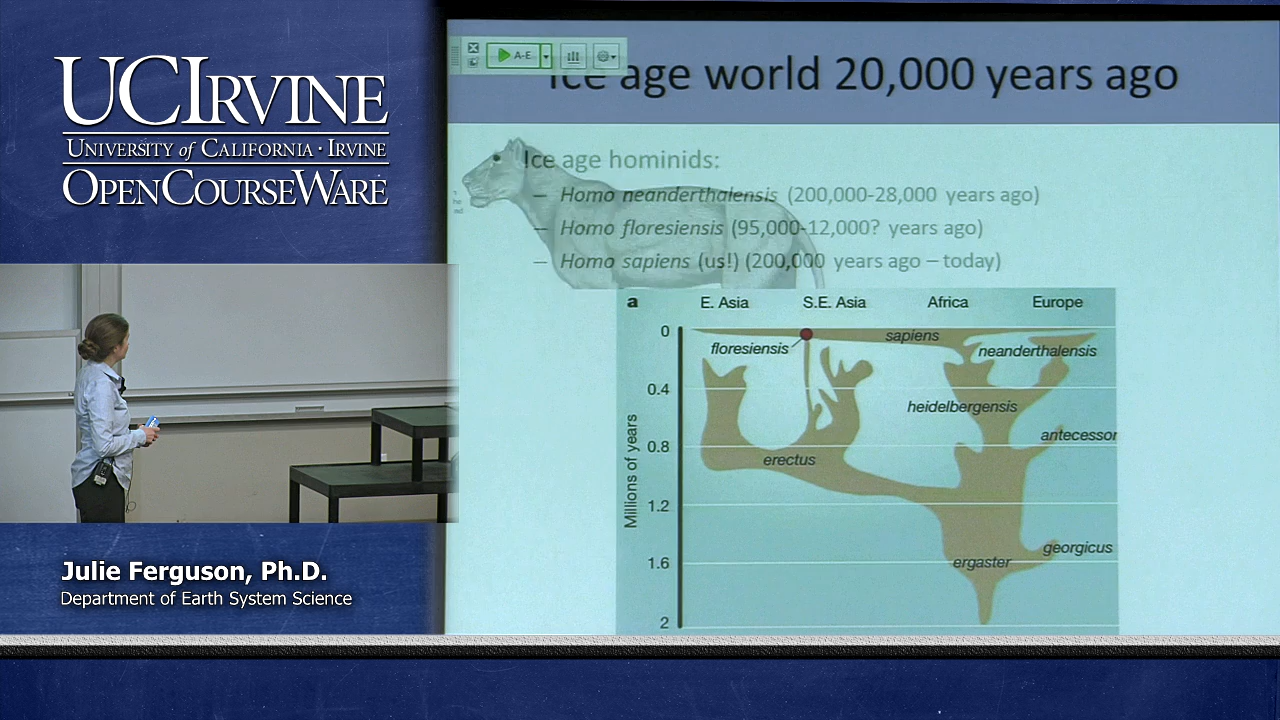 UCIRVINE
UNIVERSITY of CALIFORNIA · IRVINE
OPENCOURSEWARE
A-E
Ice age world 20,000 years ago
Ice age hominids:
– Homo neanderthalensis (200,000-28,000 years ago)
– Homo floresiensis (95,000-12,000? years ago)
– Homo sapiens (us!) (200,000 years ago – today)
a
E. Asia S.E. Asia Africa Europe
0
sapiens
floresiensis
neanderthalensis
0.4
heidelbergensis
antecessor
0.8
erectus
Millions of years
1.2
georgicus
1.6
ergaster
2
Julie Ferguson, Ph.D.
Department of Earth System Science